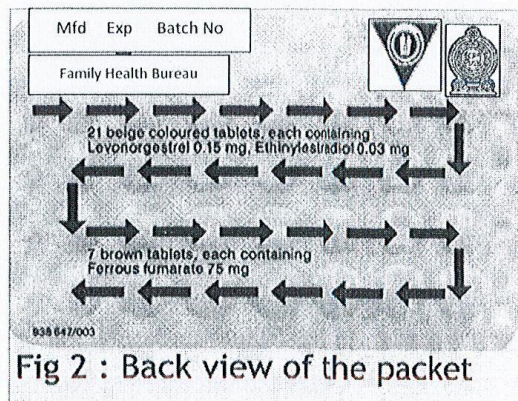 Mfd Exp Batch No
Family Health Bureau
21 beige coloured tablets, each containing
Levonorgestrel 0.15 mg, Ethinylestradiol 0.03 mg
7 brown tablets, each containing
Ferrous fumarate 75 mg
838 647/003
Fig 2 : Back view of the packet